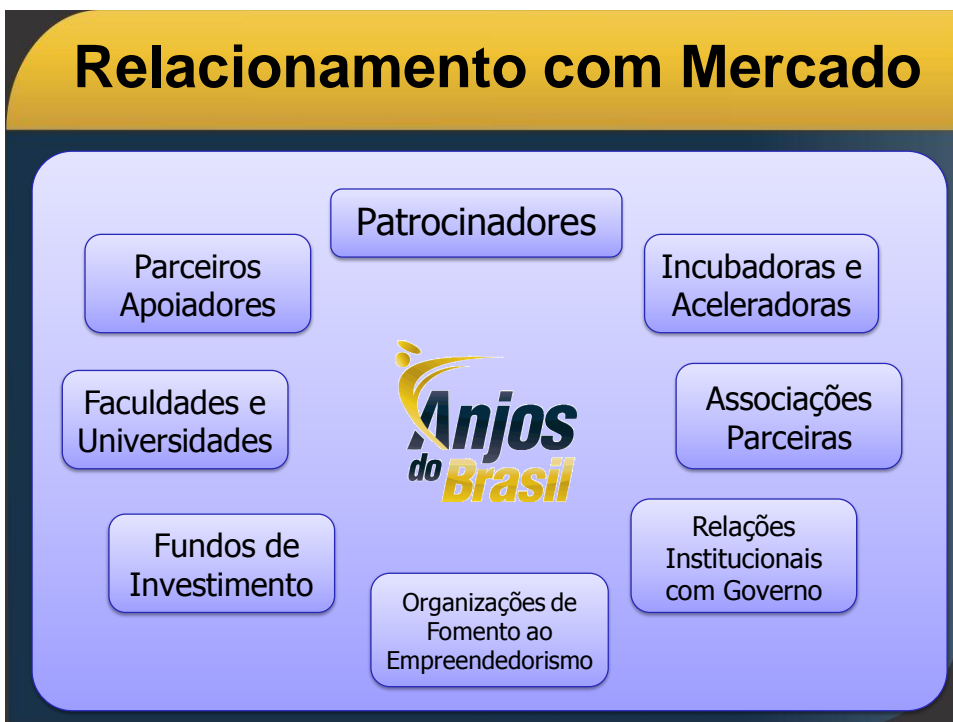 Relacionamento com Mercado
Patrocinadores
Parceiros
Apoiadores
Incubadoras e
Aceleradoras
Faculdades e
Universidades
Anjos
do Brasil
Associações
Parceiras
Fundos de
Investimento
Relações
Institucionais
com Governo
Organizações de
Fomento ao
Empreendedorismo